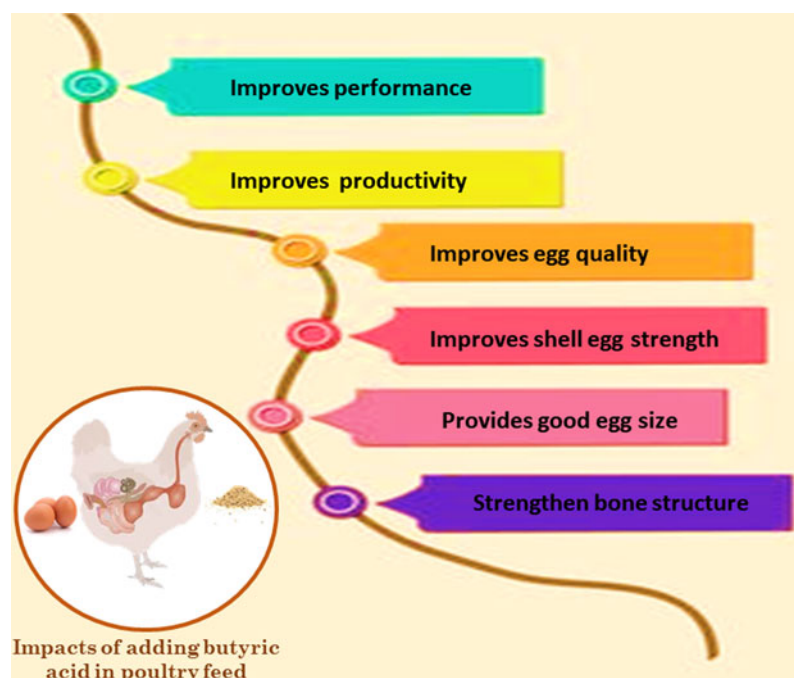 Improves performance
Improves productivity
Improves egg quality
Improves shell egg strength
Provides good egg size
Strengthen bone structure
Impacts of adding butyric
acid in poultry feed